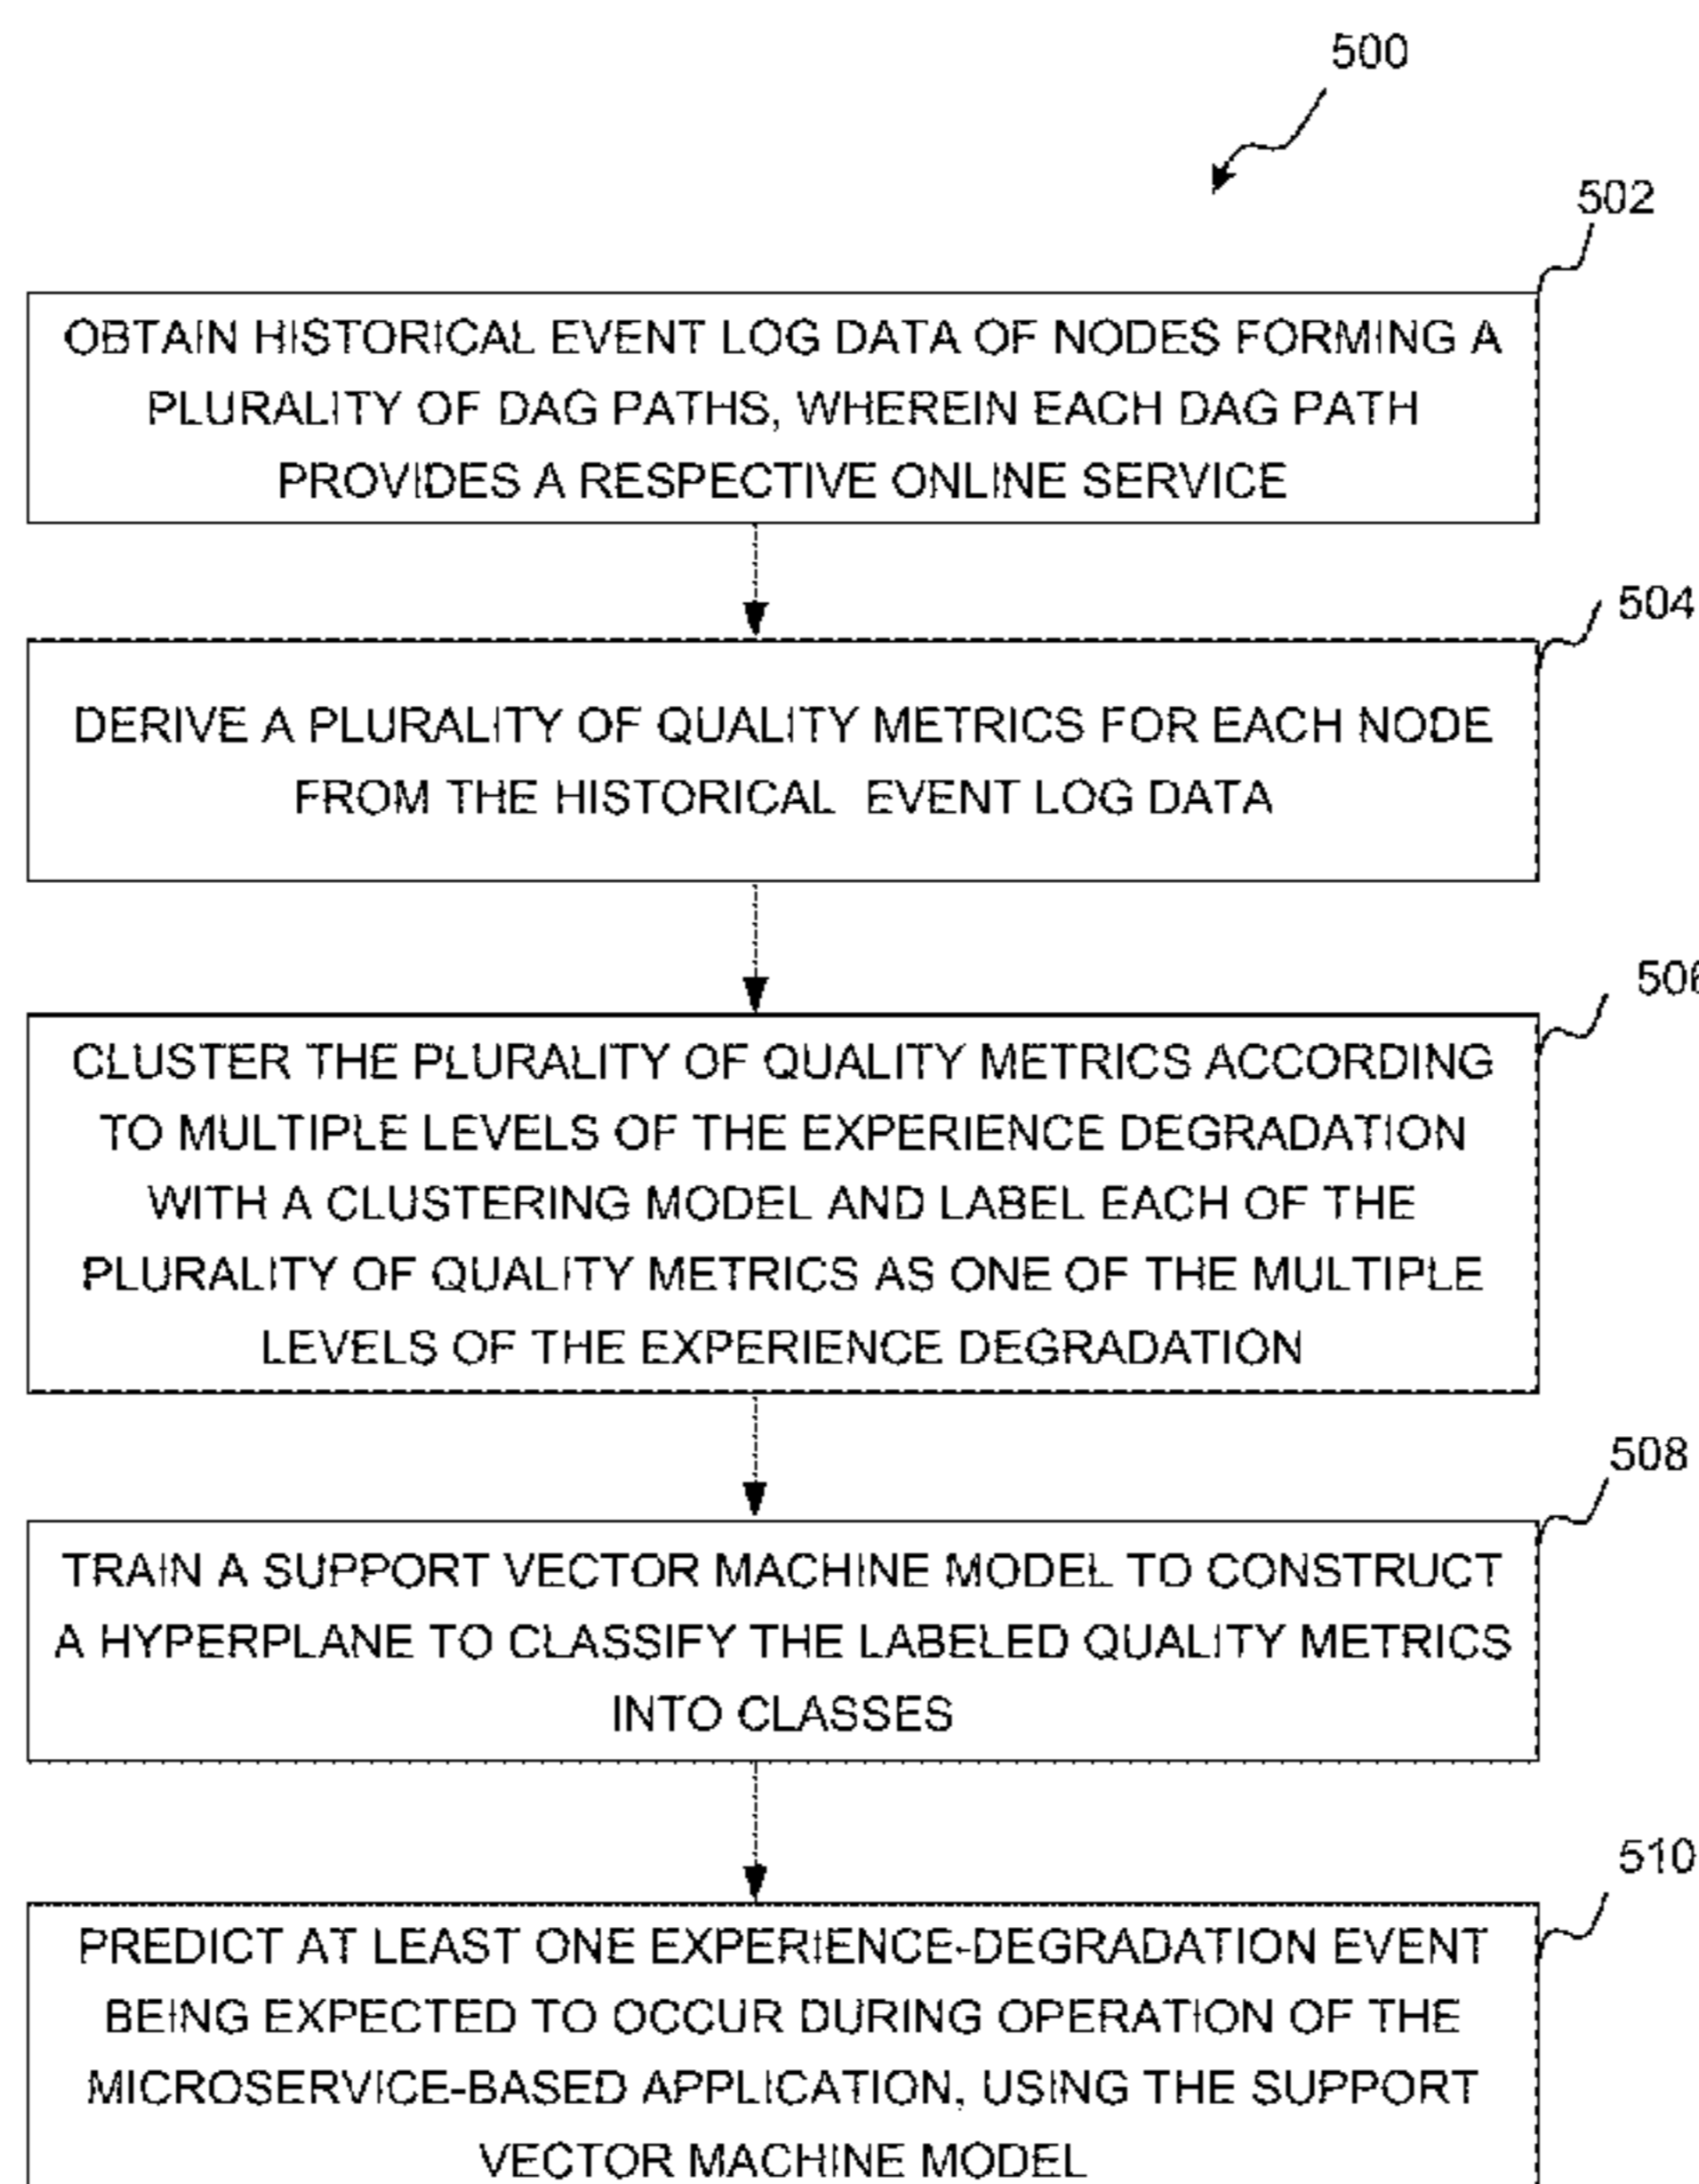 500
502
OBTAIN HISTORICAL EVENT LOG DATA OF NODES FORMING A
PLURALITY OF DAG PATHS, WHEREIN EACH DAG PATH
PROVIDES A RESPECTIVE ONLINE SERVICE
504
DERIVE A PLURALITY OF QUALITY METRICS FOR EACH NODE
FROM THE HISTORICAL EVENT LOG DATA
506
CLUSTER THE PLURALITY OF QUALITY METRICS ACCORDING
TO MULTIPLE LEVELS OF THE EXPERIENCE DEGRADATION
WITH A CLUSTERING MODEL AND LABEL EACH OF THE
PLURALITY OF QUALITY METRICS AS ONE OF THE MULTIPLE
LEVELS OF THE EXPERIENCE DEGRADATION
508
TRAIN A SUPPORT VECTOR MACHINE MODEL TO CONSTRUCT
A HYPERPLANE TO CLASSIFY THE LABELED QUALITY METRICS
INTO CLASSES
510
PREDICT AT LEAST ONE EXPERIENCE-DEGRADATION EVENT
BEING EXPECTED TO OCCUR DURING OPERATION OF THE
MICROSERVICE-BASED APPLICATION, USING THE SUPPORT
VECTOR MACHINE MODEL